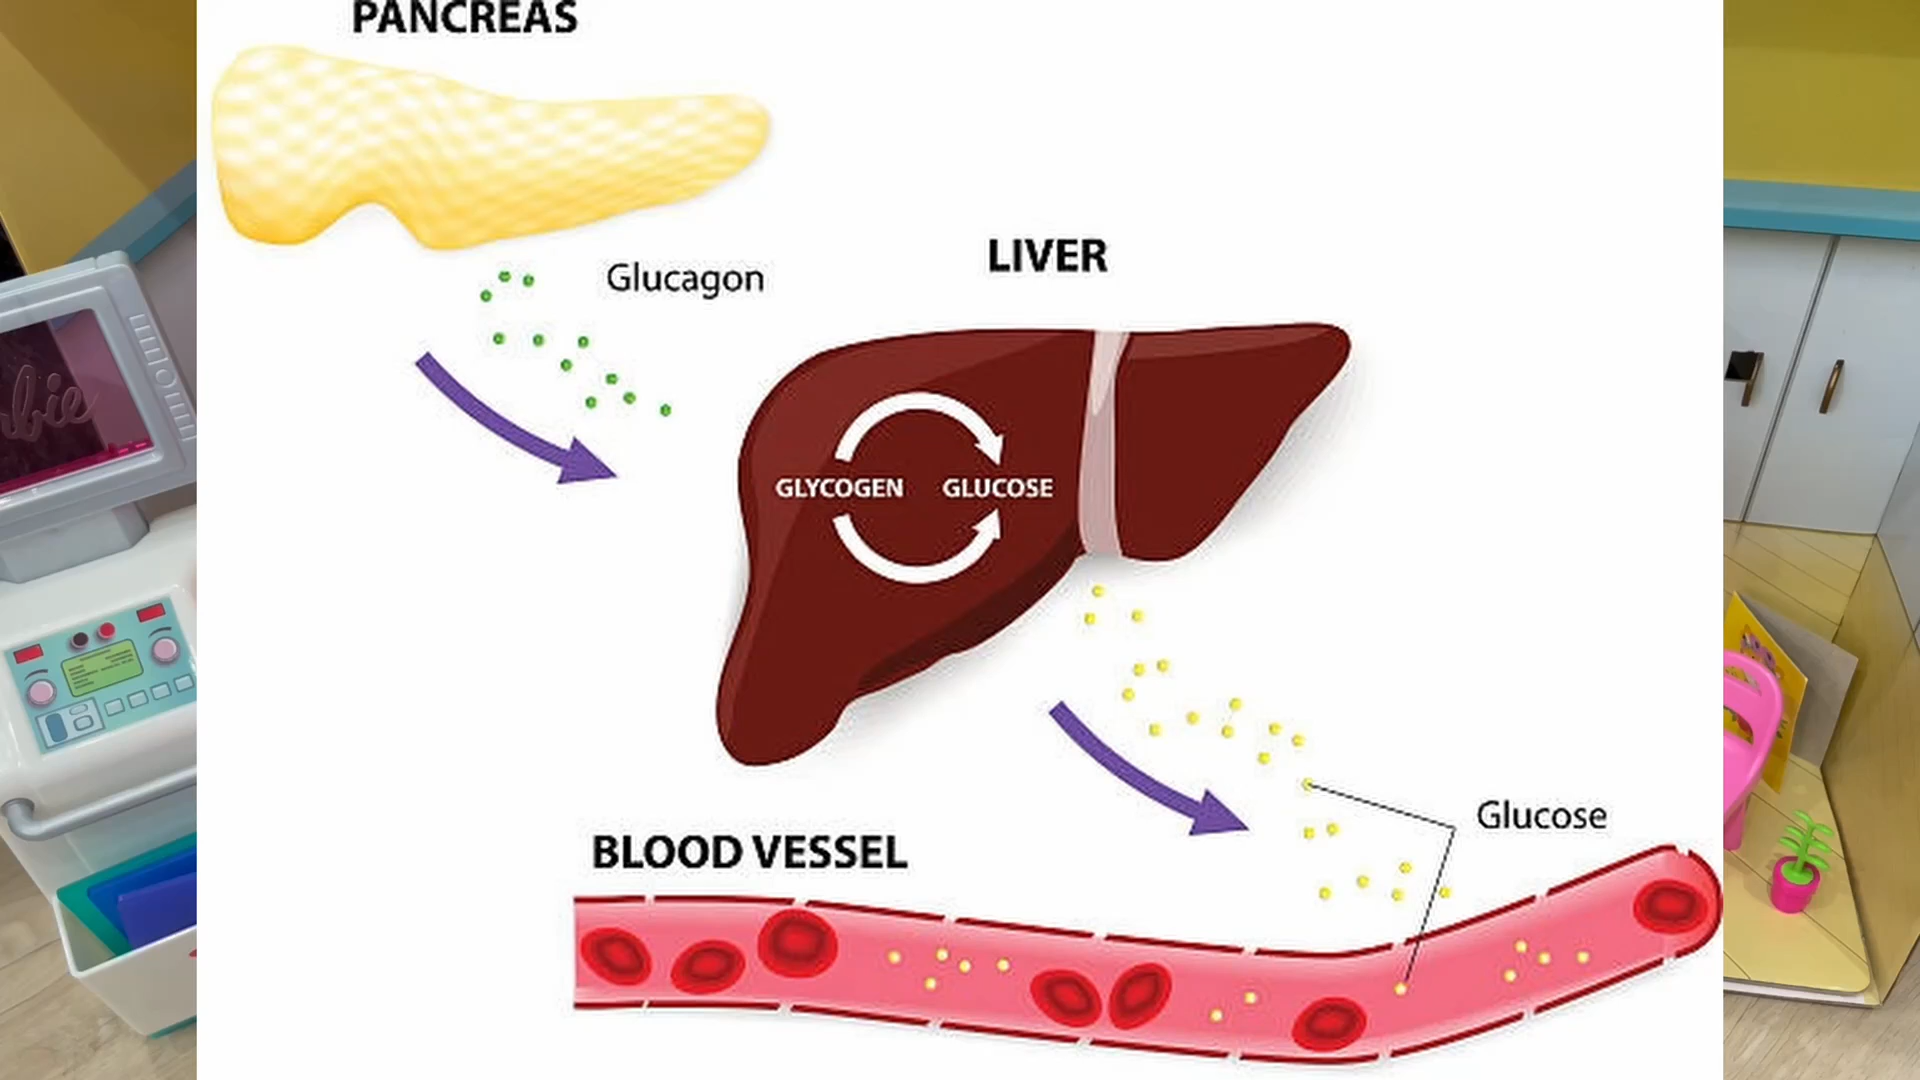 PANCREAS
Glucagon
LIVER
GLYCOGEN GLUCOSE
Glucose
BLOOD VESSEL